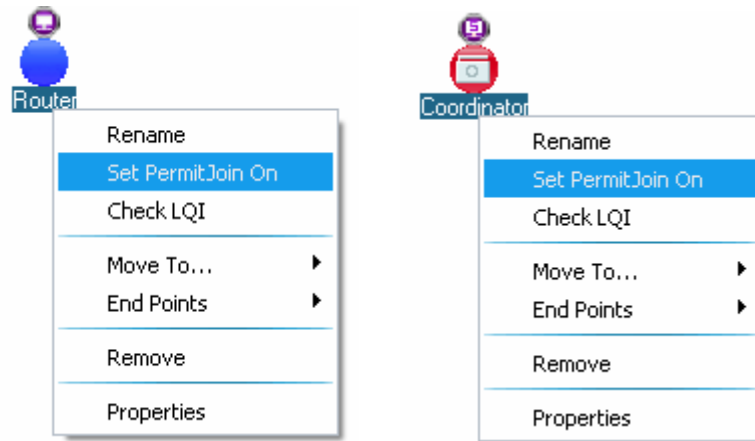 Router
Rename
Set PermitJoin On
Check LQI
Move To...
End Points
Remove
Properties
Coordinator
Rename
Set PermitJoin On
Check LQI
Move To...
End Points
Remove
Properties